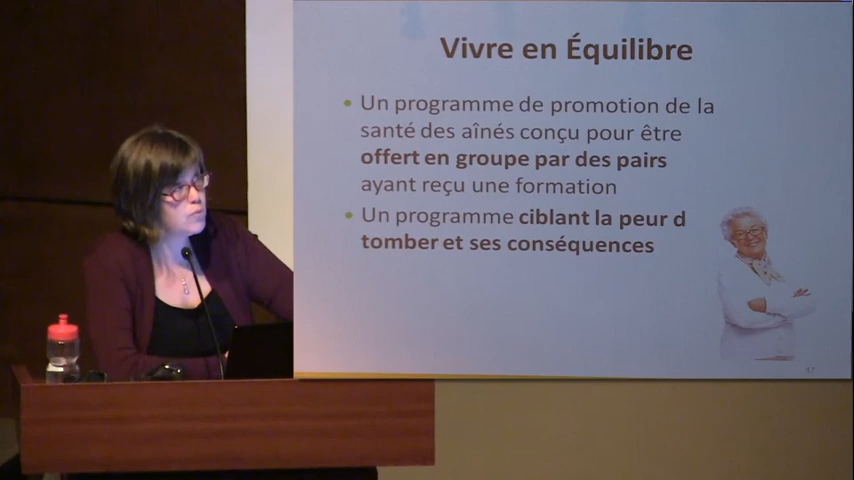 Vivre en Équilibre
• Un programme de promotion de la
santé des aînés conçu pour être
offert en groupe par des pairs
ayant reçu une formation
• Un programme ciblant la peur d
tomber et ses conséquences